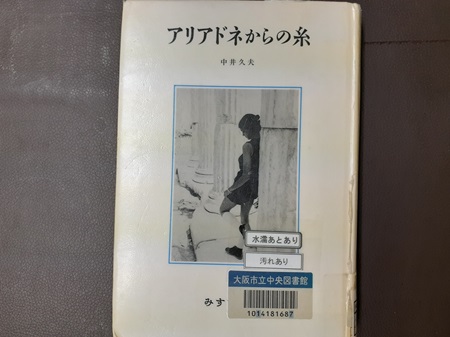 アリアドネからの糸
中井久夫
水濡あとあり
汚れあり
大阪市立中央図書館
みす
1014181687